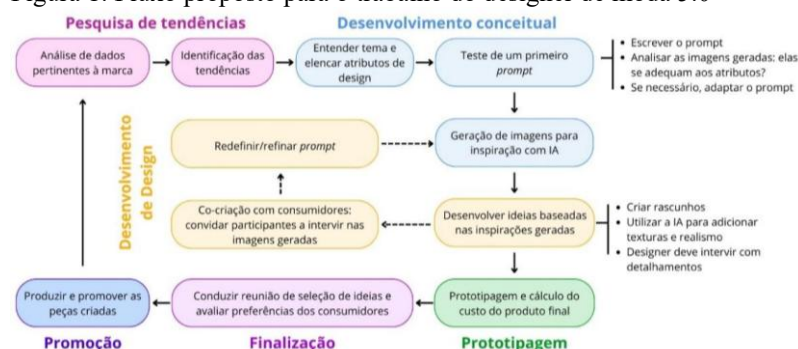 Pesquisa de tendências
Desenvolvimento conceitual
Análise de dados
pertinentes à marca
Identificação das
tendências
Entender tema e
elencar atributos de
design
Teste de um primeiro
prompt
• Escrever o prompt
• Analisar as imagens geradas: elas
se adequam aos atributos?
• Se necessário, adaptar o prompt
Desenvolvimento
de Design
Redefinir/refinar prompt
Geração de imagens para
inspiração com IA
Co-criação com consumidores:
convidar participantes a intervir nas
imagens geradas
Desenvolver ideias baseadas
nas inspirações geradas
• Criar rascunhos
• Utilizar a IA para adicionar
texturas e realismo
• Designer deve intervir com
detalhamentos
Produzir e promover as
peças criadas
Conduzir reunião de seleção de ideias e
avaliar preferências dos consumidores
Prototipagem e cálculo do
custo do produto final
Promoção
Finalização
Prototipagem